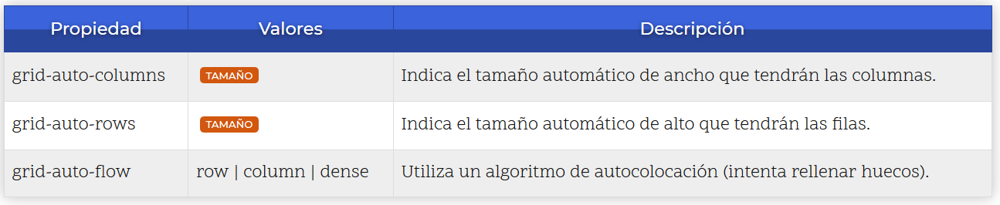 Propiedad Valores Descripción
grid-auto-columns TAMAÑO Indica el tamaño automático de ancho que tendrán las columnas.
grid-auto-rows TAMAÑO Indica el tamaño automático de alto que tendrán las filas.
grid-auto-flow row | column | dense Utiliza un algoritmo de autocolocación (intenta rellenar huecos).